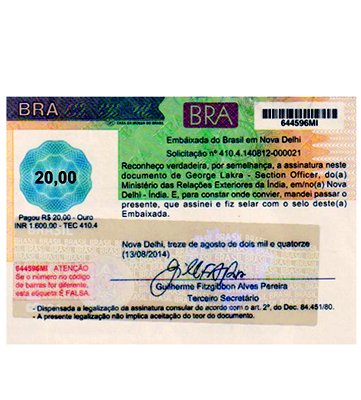 BRA
CASA DA MOEDA DO BRASIL
BRA
644596MI
Embaixada do Brasil em Nova Delhi
Solicitação nº 410.4.140812-000021
Reconheço verdadeira, por semelhança, a assinatura neste
documento de George Lakra - Section Officer, do(a)
Ministério das Relações Exteriores da Índia, em/no(a) Nova
Delhi - Índia. E, para constar onde convier, mandei passar o
presente, que assinei e fiz selar com o selo deste(a)
Embaixada.
20,00
Pagou R$ 20,00 - Ouro
INR 1.600,00 - TEC 410.4
Nova Delhi, treze de agosto de dois mil e quatorze
(13/08/2014)
644596MI ATENÇÃO
Se o número do código
de barras for diferente,
esta etiqueta É FALSA.
Guilherme Fitzgibbon Alves Pereira
Terceiro Secretário
- Dispensada a legalização da assinatura consular de acordo com o art. 2º, do Dec. 84.451/80.
- A presente legalização não implica aceitação do teor do documento.